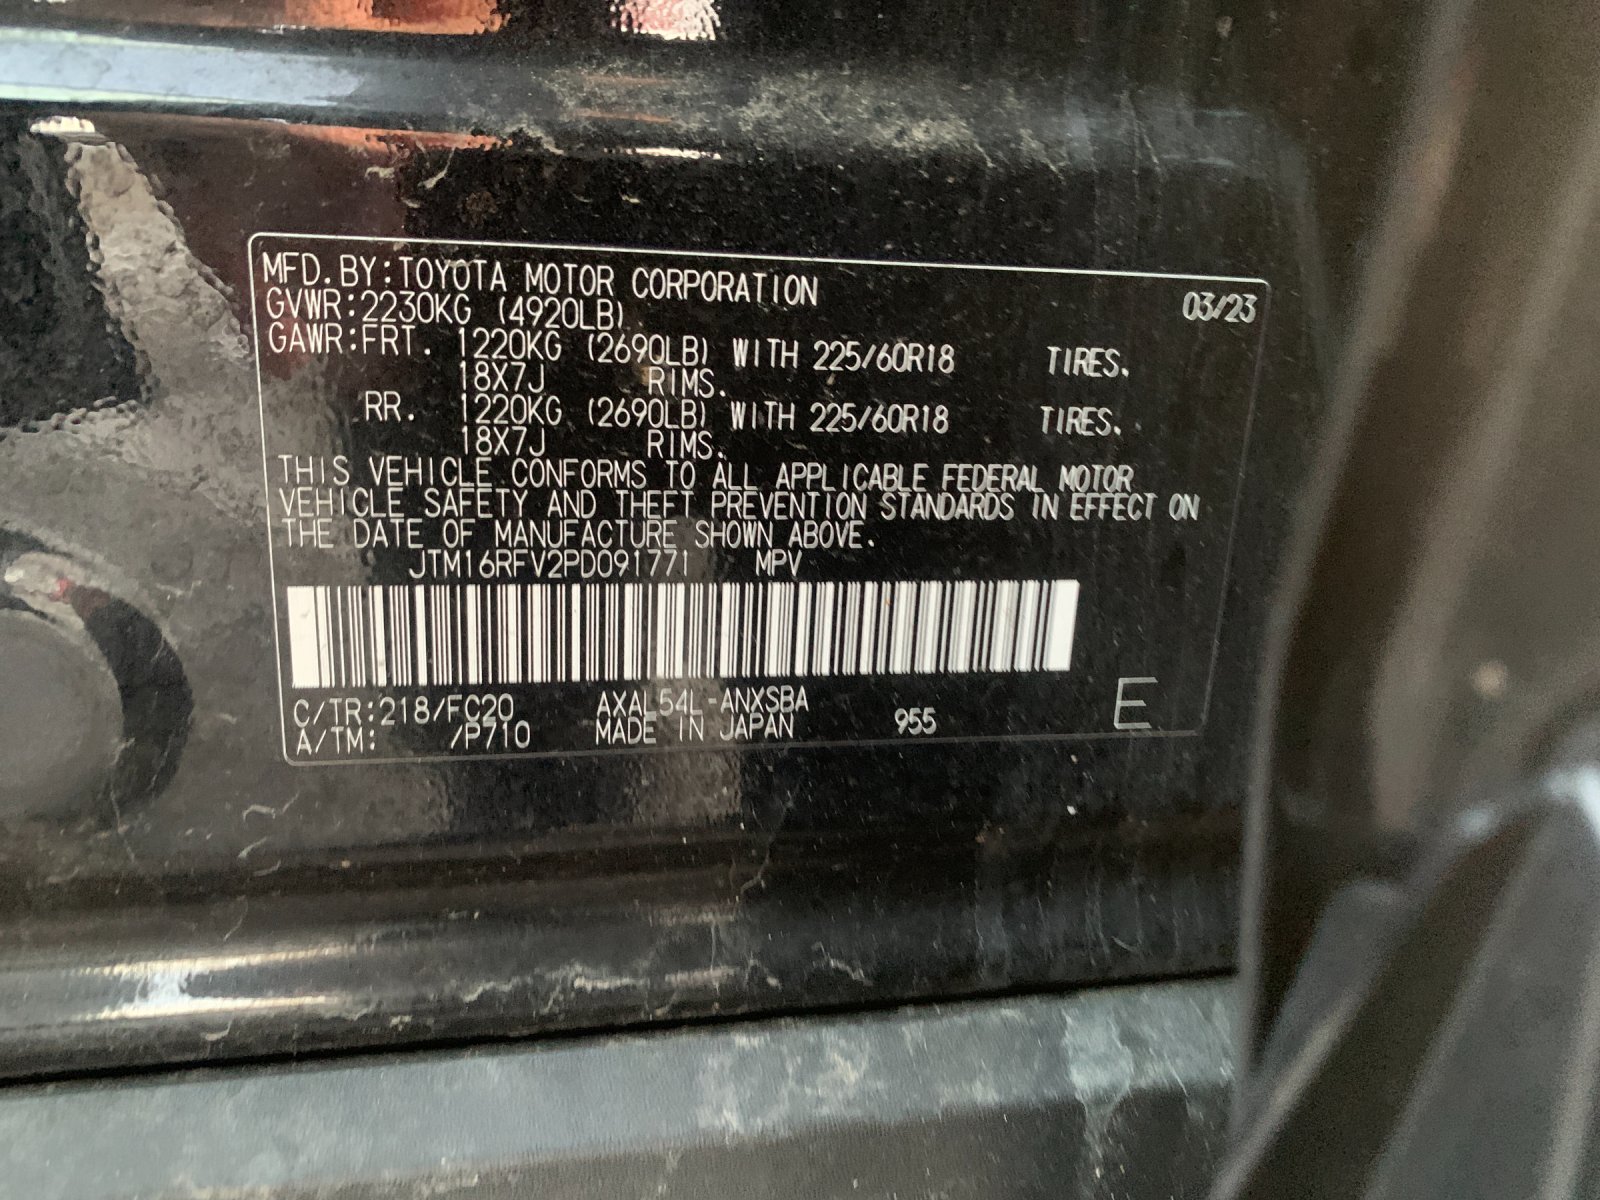 MFD.BY:TOYOTA MOTOR CORPORATION 03/23
GVWR:2230KG (4920LB)
GAWR:FRT. 1220KG (2690LB) WITH 225/60R18 TIRES.
18X7J RIMS.
RR. 1220KG (2690LB) WITH 225/60R18 TIRES.
18X7J RIMS.
THIS VEHICLE CONFORMS TO ALL APPLICABLE FEDERAL MOTOR
VEHICLE SAFETY AND THEFT PREVENTION STANDARDS IN EFFECT ON
THE DATE OF MANUFACTURE SHOWN ABOVE.
JTM16RFV2PD091771 MPV
C/TR:218/FC20 AXAL54L-ANXSBA
A/TM: /P710 MADE IN JAPAN 955 E